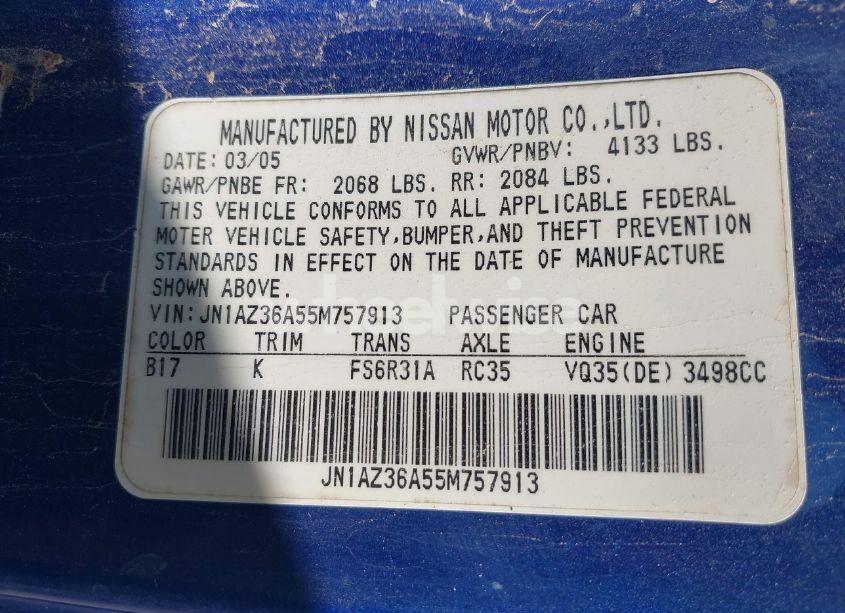 MANUFACTURED BY NISSAN MOTOR CO.,LTD.
DATE: 03/05 GVWR/PNBV: 4133 LBS.
GAWR/PNBE FR: 2068 LBS. RR: 2084 LBS.
THIS VEHICLE CONFORMS TO ALL APPLICABLE FEDERAL
MOTER VEHICLE SAFETY,BUMPER,AND THEFT PREVENTION
STANDARDS IN EFFECT ON THE DATE OF MANUFACTURE
SHOWN ABOVE.
VIN:JN1AZ36A55M757913 PASSENGER CAR
COLOR TRIM TRANS AXLE ENGINE
B17 K FS6R31A RC35 VQ35(DE) 3498CC
JN1AZ36A55M757913